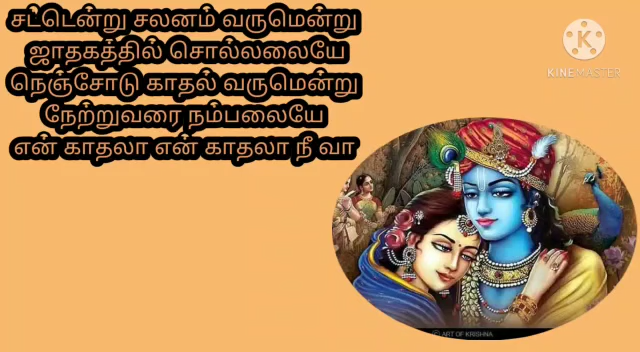 சட்டென்று சலனம் வருமென்று
ஜாதகத்தில் சொல்லலையே
நெஞ்சோடு காதல் வருமென்று
நேற்றுவரை நம்பலையே
என் காதலா என் காதலா நீ வா
KINEMASTER
© ART OF KRISHNA